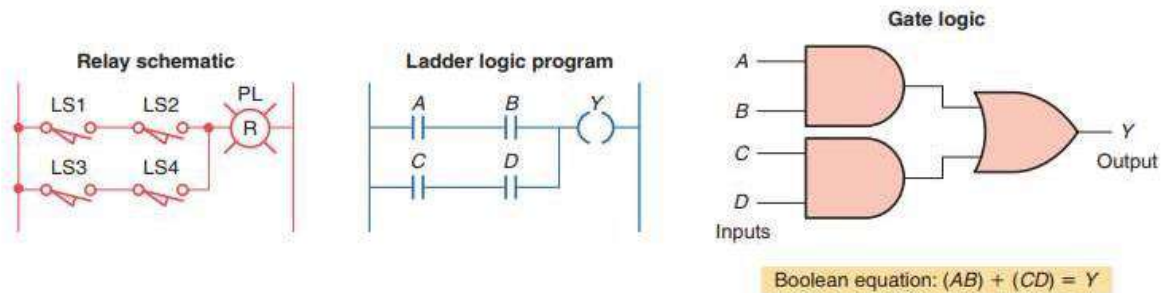 Relay schematic
PL
LS1 LS2
R
LS3 LS4
Ladder logic program
A B Y
C D
Gate logic
A
B
C
D
Inputs
Y
Output
Boolean equation: (AB) + (CD) = Y